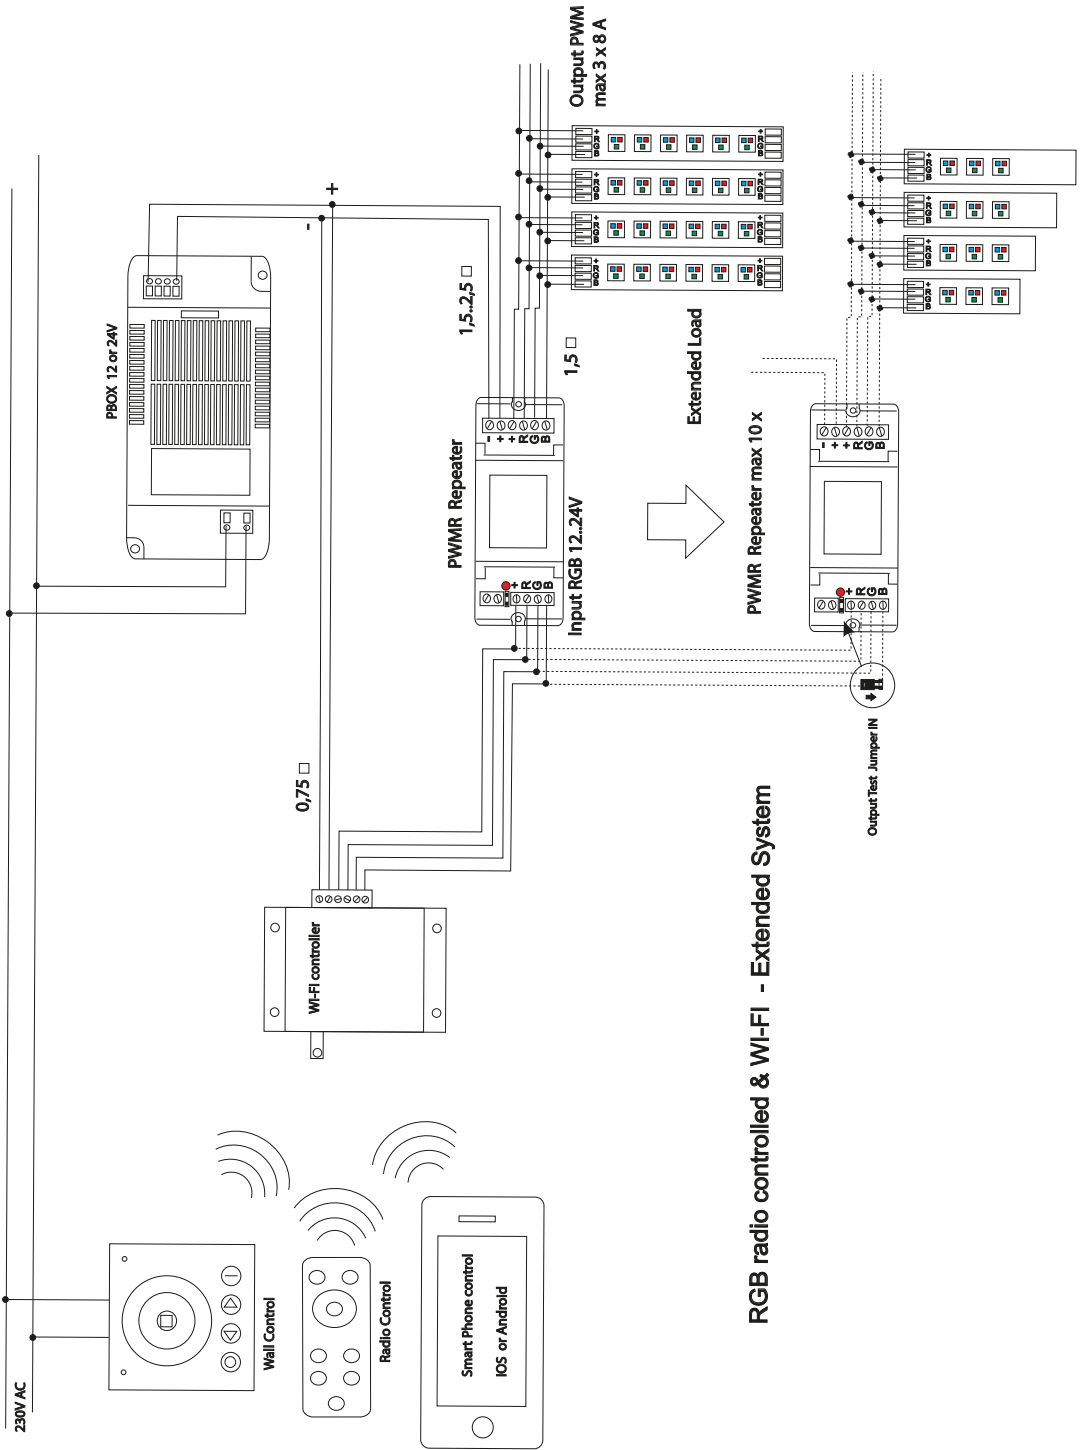 230V AC
Wall Control
Radio Control
Smart Phone control
IOS or Android
WI-FI controller
0,75 □
PBOX 12 or 24V
-
+
1,5..2,5 □
1,5 □
PWMR Repeater
- + + R G B
+ R G B
Input RGB 12..24V
Output PWM
max 3 x 8 A
+ R G B
+ R G B
+ R G B
+ R G B
+ R G B
+ R G B
+ R G B
+ R G B
Extended Load
PWMR Repeater max 10 x
- + + R G B
+ R G B
+ R G B
+ R G B
+ R G B
+ R G B
Output Test Jumper IN
RGB radio controlled & WI-FI - Extended System